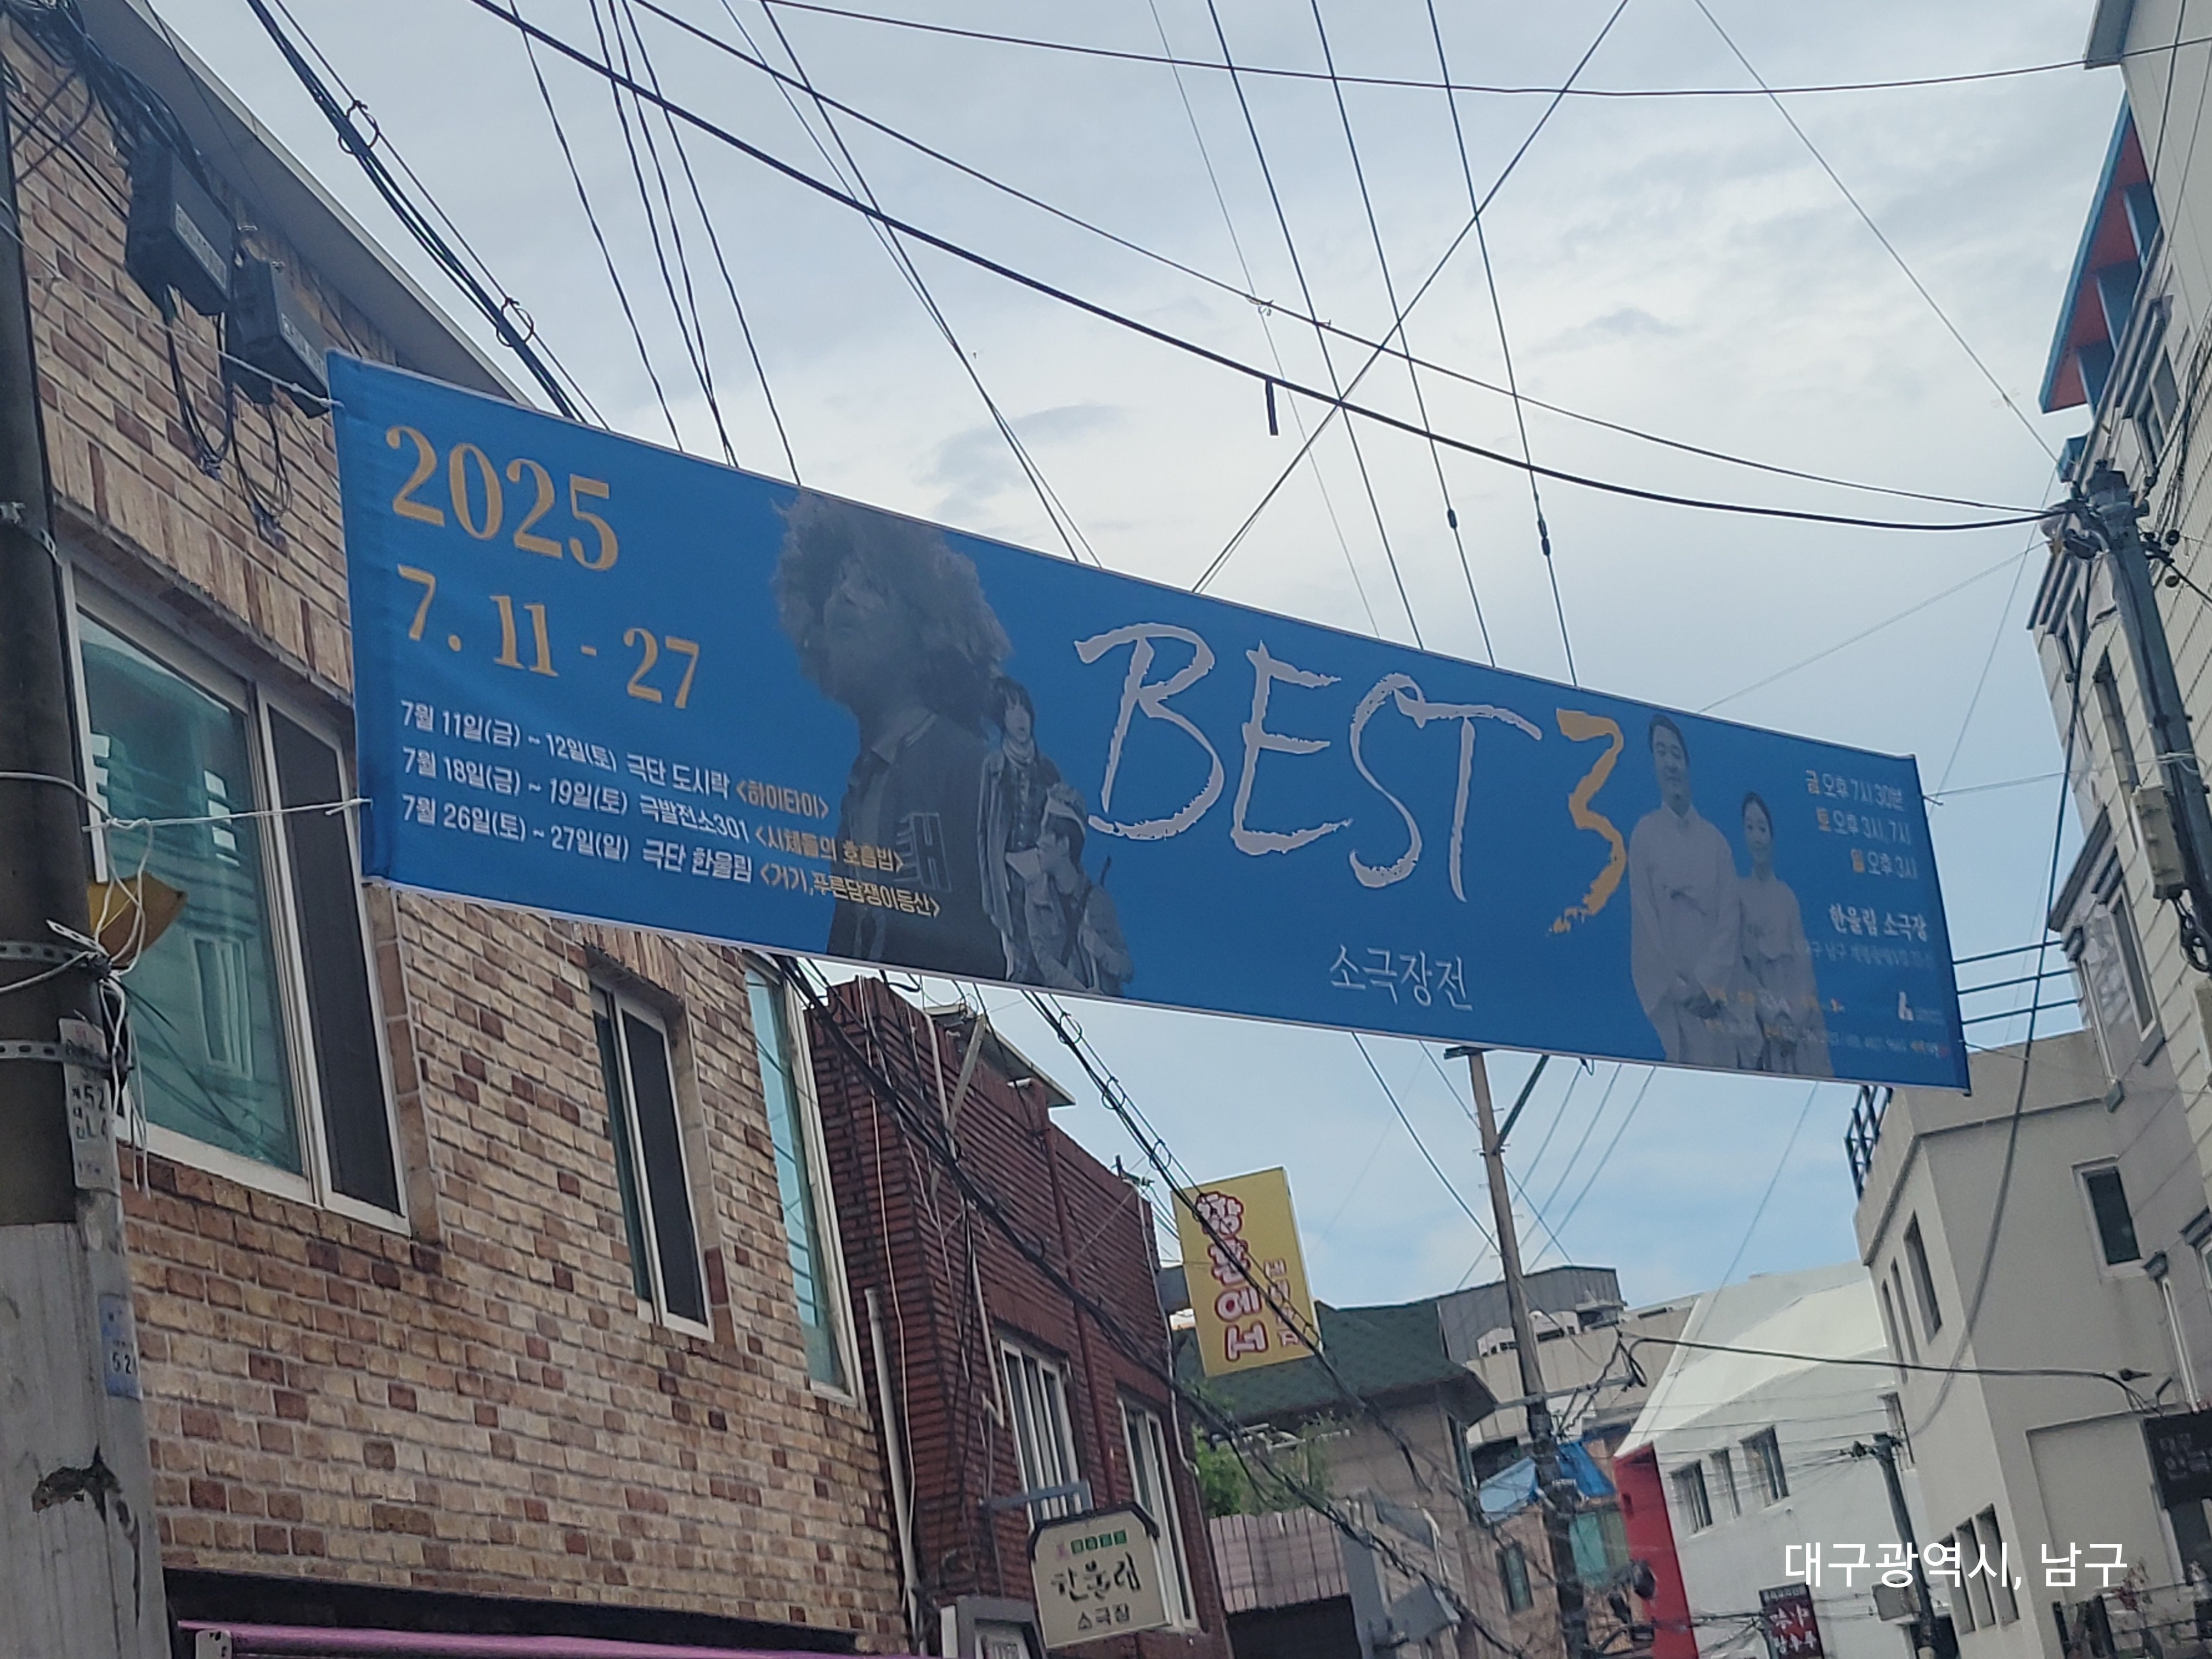 2025
7. 11 - 27
7월 11일(금) ~ 12일(토) 극단 도시락 <하이타이>
7월 18일(금) ~ 19일(토) 극발전소301 <시체들의 호흡법>
7월 26일(토) ~ 27일(일) 극단 한울림 <거기,푸른담쟁이동산>
BEST 3
소극장전
금 오후 7시 30분
토 오후 3시, 7시
일 오후 3시
한울림 소극장
한울림
소극장
대구광역시, 남구